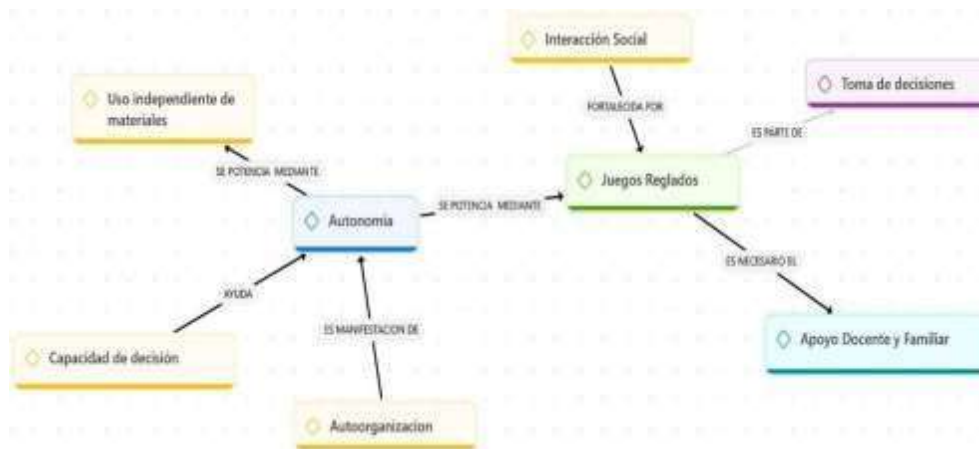 Interacción Social
Uso independiente de
materiales
Toma de decisiones
FORTALECIDA POR
ES PARTE DE
SE POTENCIA MEDIANTE
Juegos Reglados
SE POTENCIA MEDIANTE
Autonomía
ES NECESARIO EL
AYUDA
ES MANIFESTACION DE
Apoyo Docente y Familiar
Capacidad de decisión
Autoorganizacion